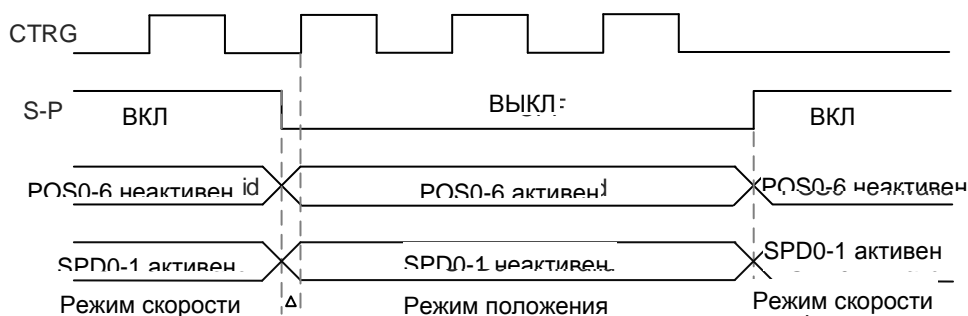 CTRG
S-P
ВКЛ ВЫКЛ ВКЛ
POS0-6 неактивен id POS0-6 активен POS0-6 неактивен
SPD0-1 активен SPD0-1 неактивен SPD0-1 активен
Режим скорости Δ Режим положения Режим скорости